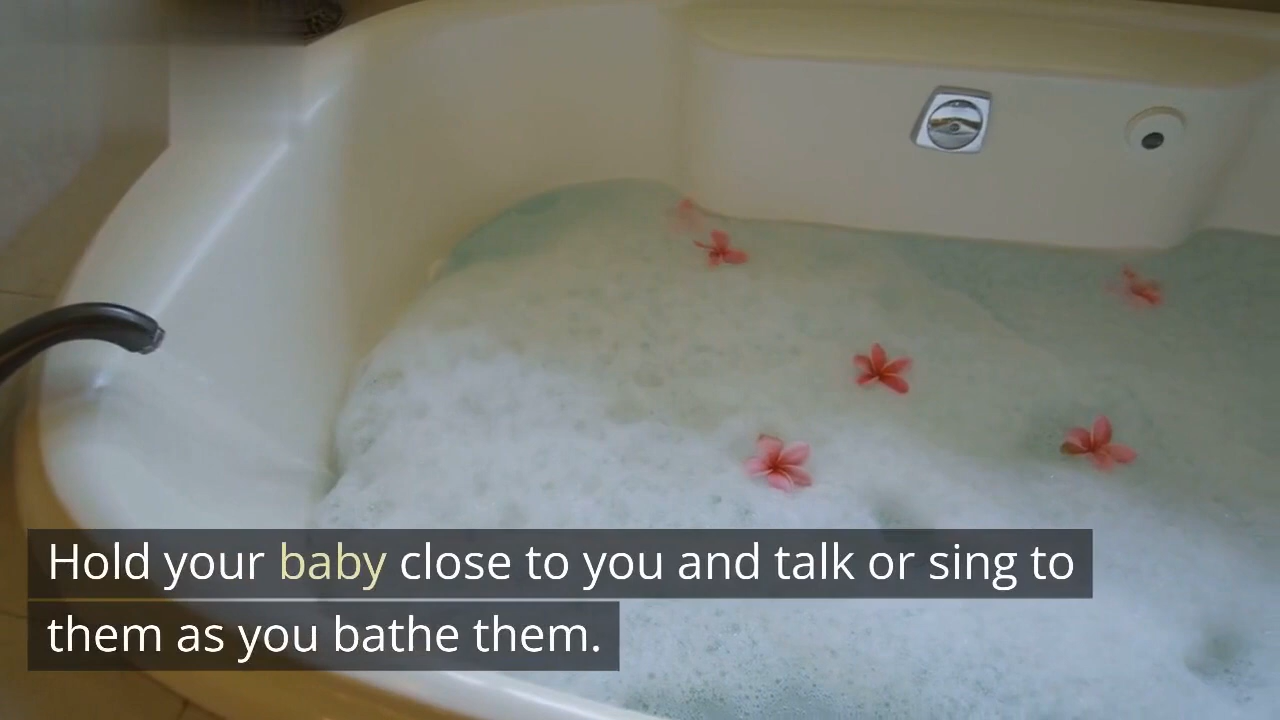 Hold your baby close to you and talk or sing to
them as you bathe them.